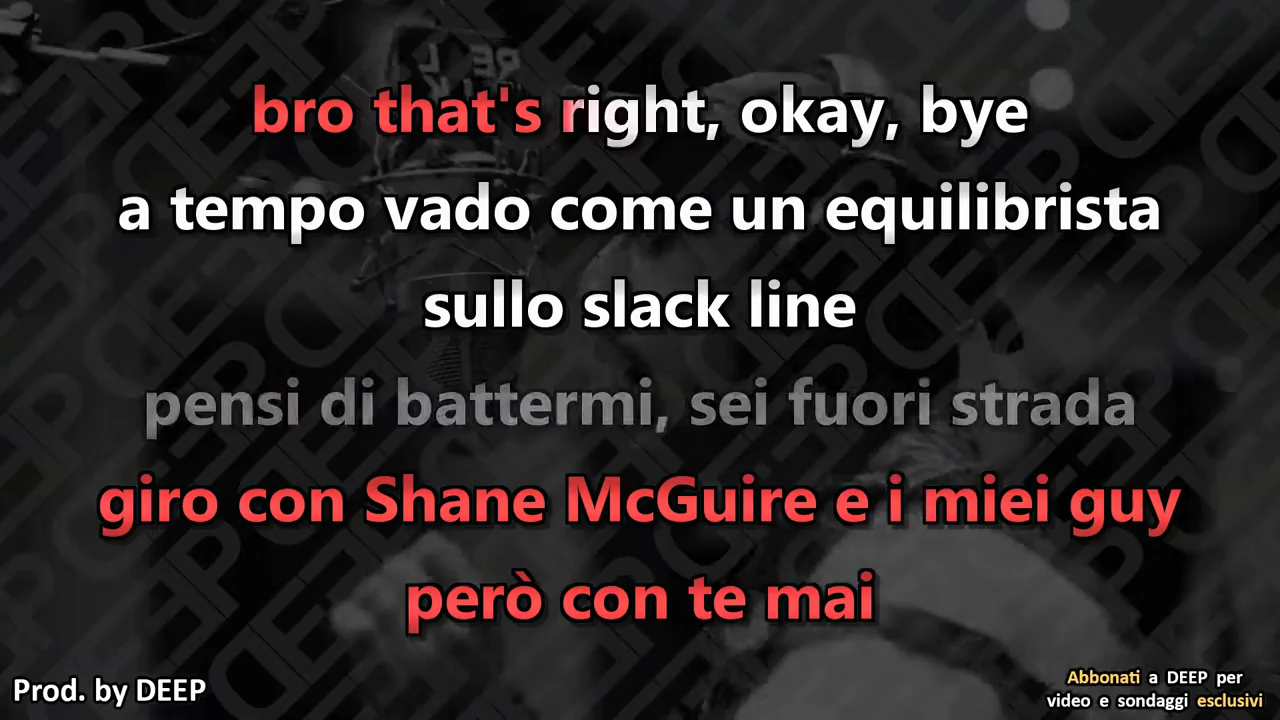 bro that's right, okay, bye
a tempo vado come un equilibrista
sullo slack line
pensi di battermi, sei fuori strada
giro con Shane McGuire e i miei guy
però con te mai
Prod. by DEEP
Abbonati a DEEP per
video e sondaggi esclusivi